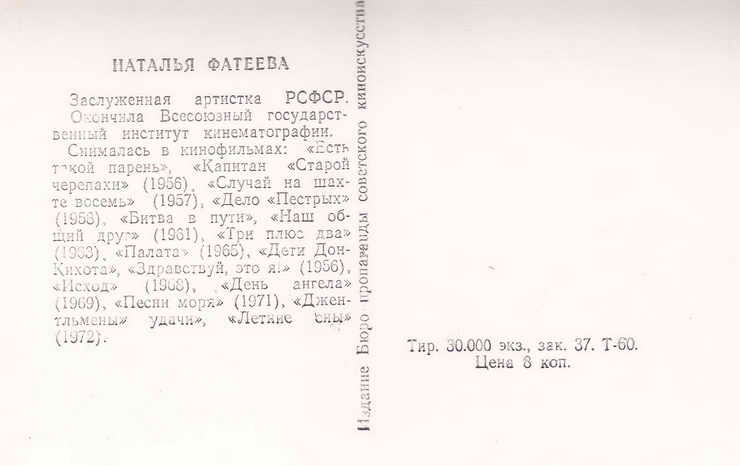 НАТАЛЬЯ ФАТЕЕВА
Заслуженная артистка РСФСР.
Окончила Всесоюзный государст-
венный институт кинематографии.
Снималась в кинофильмах: «Есть
такой парень», «Капитан «Старой
черепахи» (1956), «Случай на шах-
те восемь» (1957), «Дело «Пестрых»
(1958), «Битва в пути», «Наш об-
щий друг» (1961), «Три плюс два»
(1963), «Палата» (1965), «Дети Дон-
Кихота», «Здравствуй, это я!» (1956),
«Исход» (1968), «День ангела»
(1969), «Песни моря» (1971), «Джен-
тльмены» удачи», «Летние сны»
(1972).
Издание Бюро пропаганды советского киноискусства
Тир. 30.000 экз., зак. 37. Т-60.
Цена 8 коп.